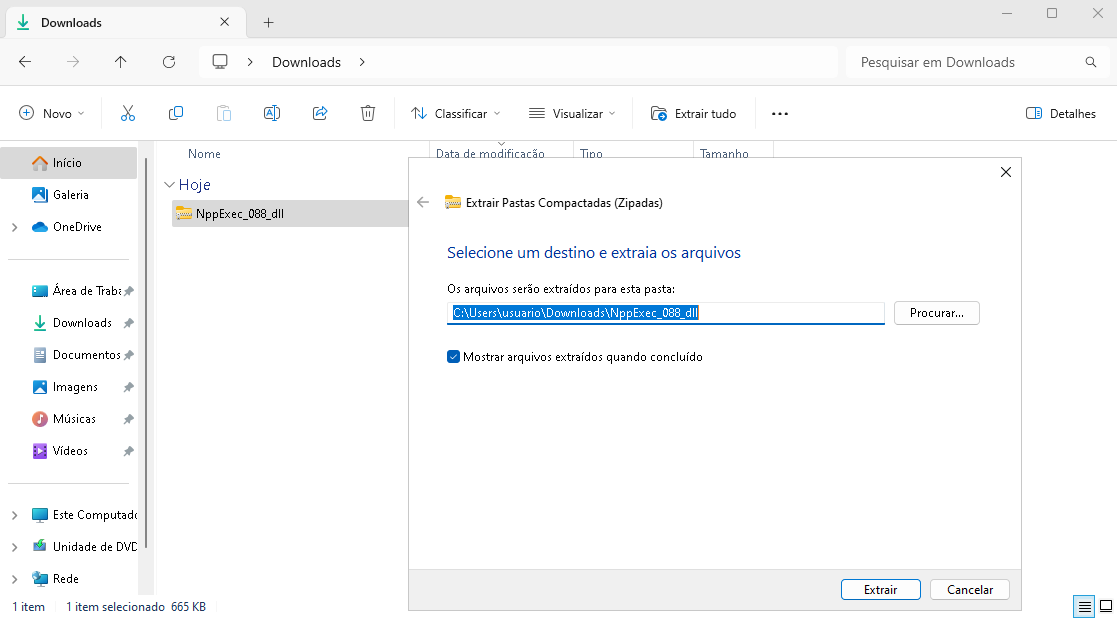 Downloads
Downloads
Pesquisar em Downloads
Novo
Classificar
Visualizar
Extrair tudo
Detalhes
Início
Galeria
OneDrive
Área de Traba
Downloads
Documentos
Imagens
Músicas
Vídeos
Este Computado
Unidade de DVD
Rede
Nome
Data de modificação
Tipo
Tamanho
Hoje
NppExec_088_dll
Extrair Pastas Compactadas (Zipadas)
Selecione um destino e extraia os arquivos
Os arquivos serão extraídos para esta pasta:
C:\Users\usuario\Downloads\NppExec_088_dll
Procurar...
Mostrar arquivos extraídos quando concluído
Extrair
Cancelar
1 item
1 item selecionado 665 KB